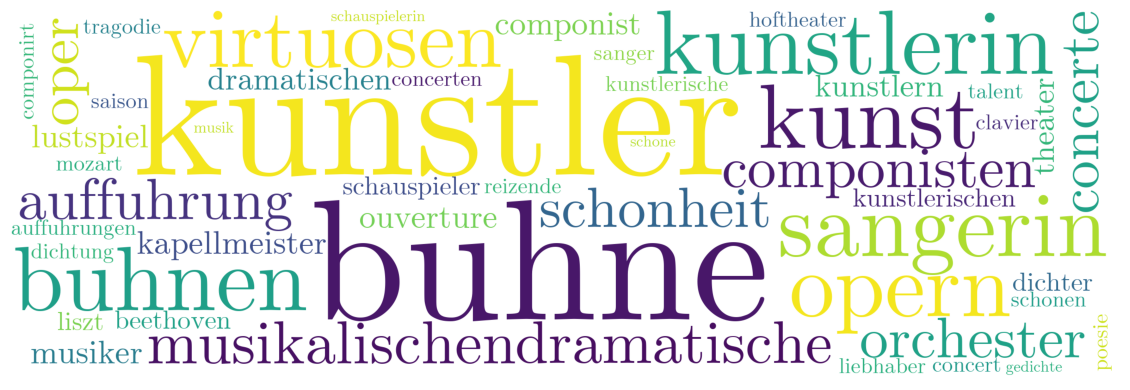 schauspielerin
tragodie
componist
hoftheater
virtuosen
kunstlerin
componirt
oper
sanger
concerte
dramatischen
concerten
kunstlerische
kunstlern
talent
saison
kunstler
kunst
theater
clavier
lustspiel
musik
schone
mozart
componisten
auffuhrung
schauspieler
reizende
kunstlerischen
schonheit
ouverture
auffuhrungen
kapellmeister
sangerin
dichtung
buhnen
buhne
opern
dichter
schonen
liszt
beethoven
orchester
poesie
musiker
musikalischen
dramatische
liebhaber
concert
gedichte